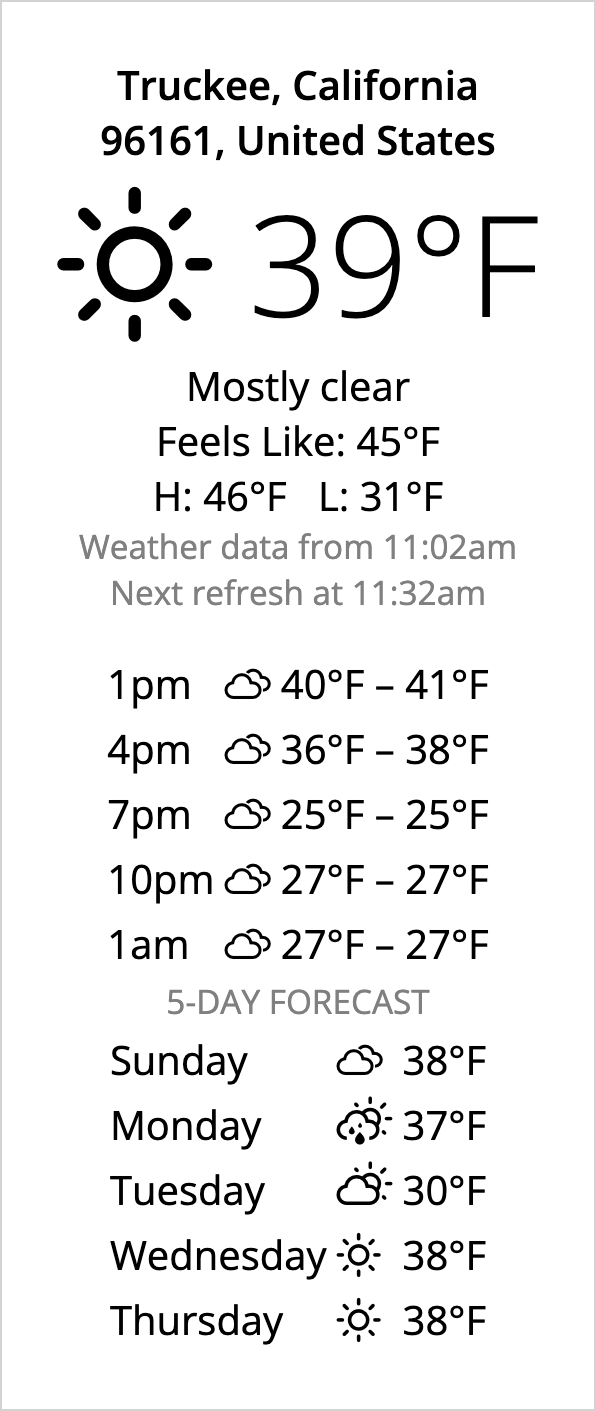 Truckee, California
96161, United States
39°F
Mostly clear
Feels Like: 45°F
H: 46°F L: 31°F
Weather data from 11:02am
Next refresh at 11:32am
1pm 40°F – 41°F
4pm 36°F – 38°F
7pm 25°F – 25°F
10pm 27°F – 27°F
1am 27°F – 27°F
5-DAY FORECAST
Sunday 38°F
Monday 37°F
Tuesday 30°F
Wednesday 38°F
Thursday 38°F